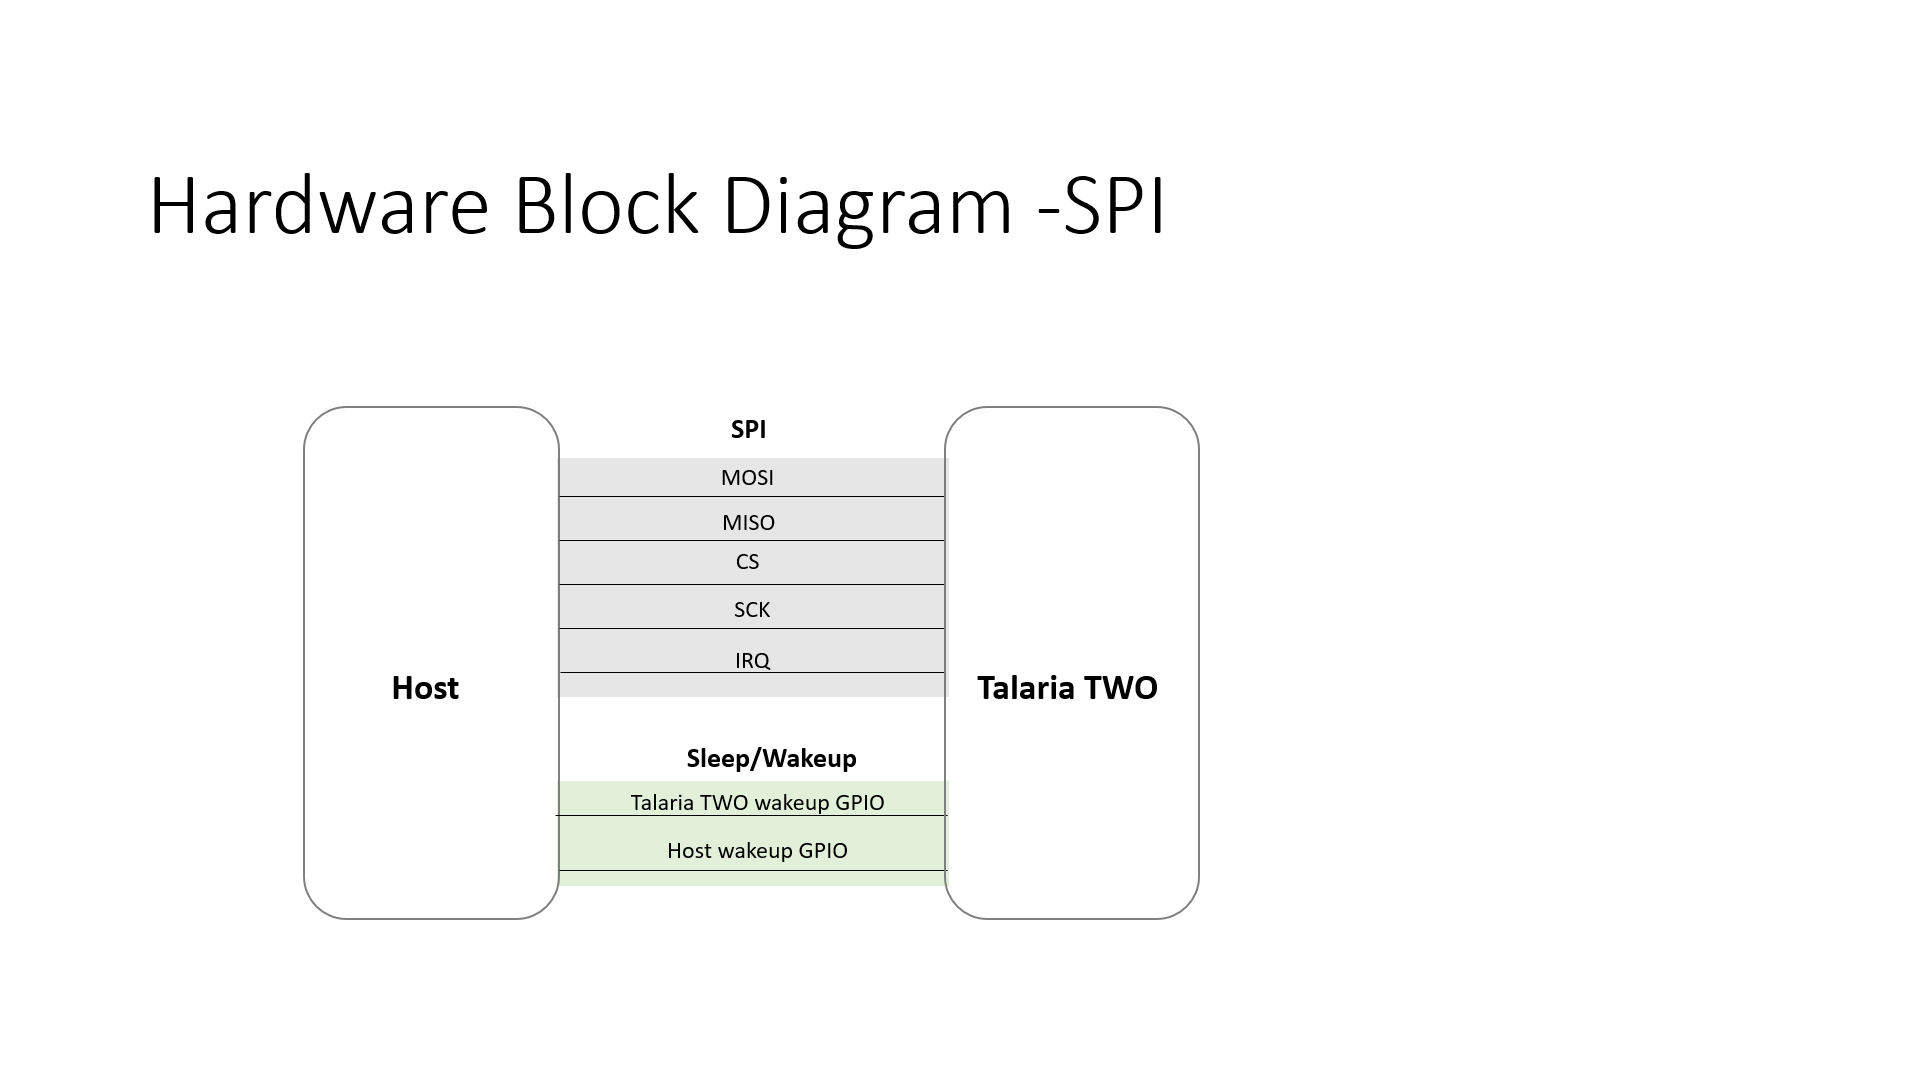 Hardware Block Diagram -SPI
SPI
MOSI
MISO
CS
SCK
IRQ
Host
Talaria TWO
Sleep/Wakeup
Talaria TWO wakeup GPIO
Host wakeup GPIO